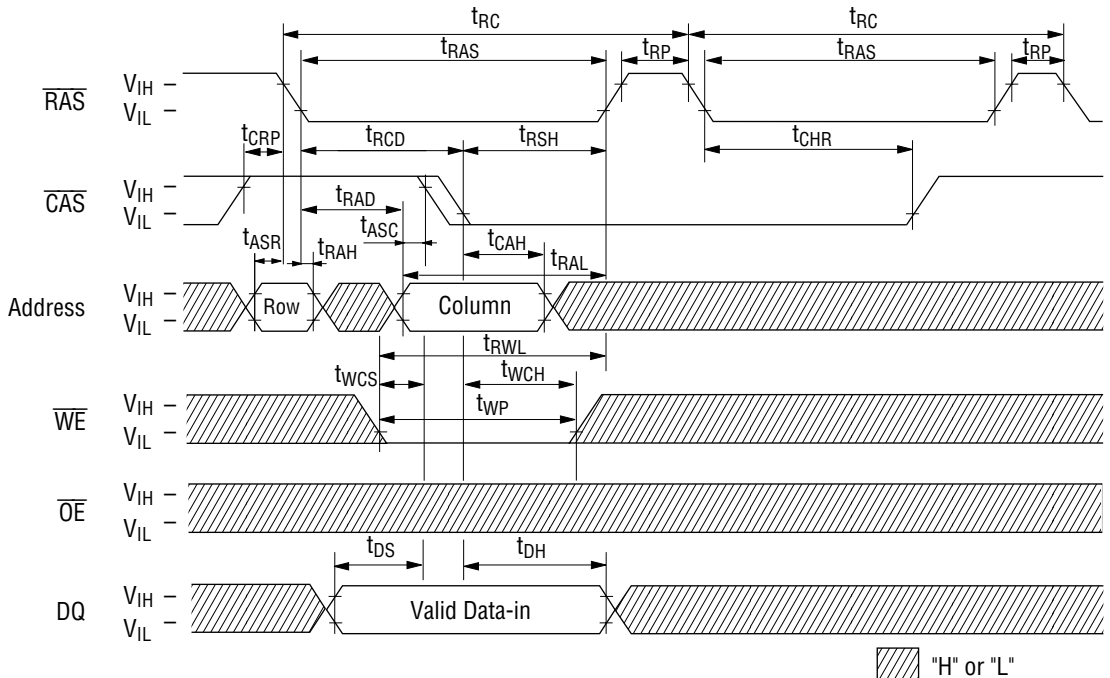 tRC tRC
tRAS tRP tRAS tRP
RAS VIH
VIL
tCRP tRCD tRSH tCHR
CAS VIH
VIL
tRAD
tASR tRAH tASC tCAH tRAL
Address VIH
VIL
Row Column
tRWL
tWCS tWCH
tWP
WE VIH
VIL
OE VIH
VIL
tDS tDH
DQ VIH
VIL
Valid Data-in
"H" or "L"